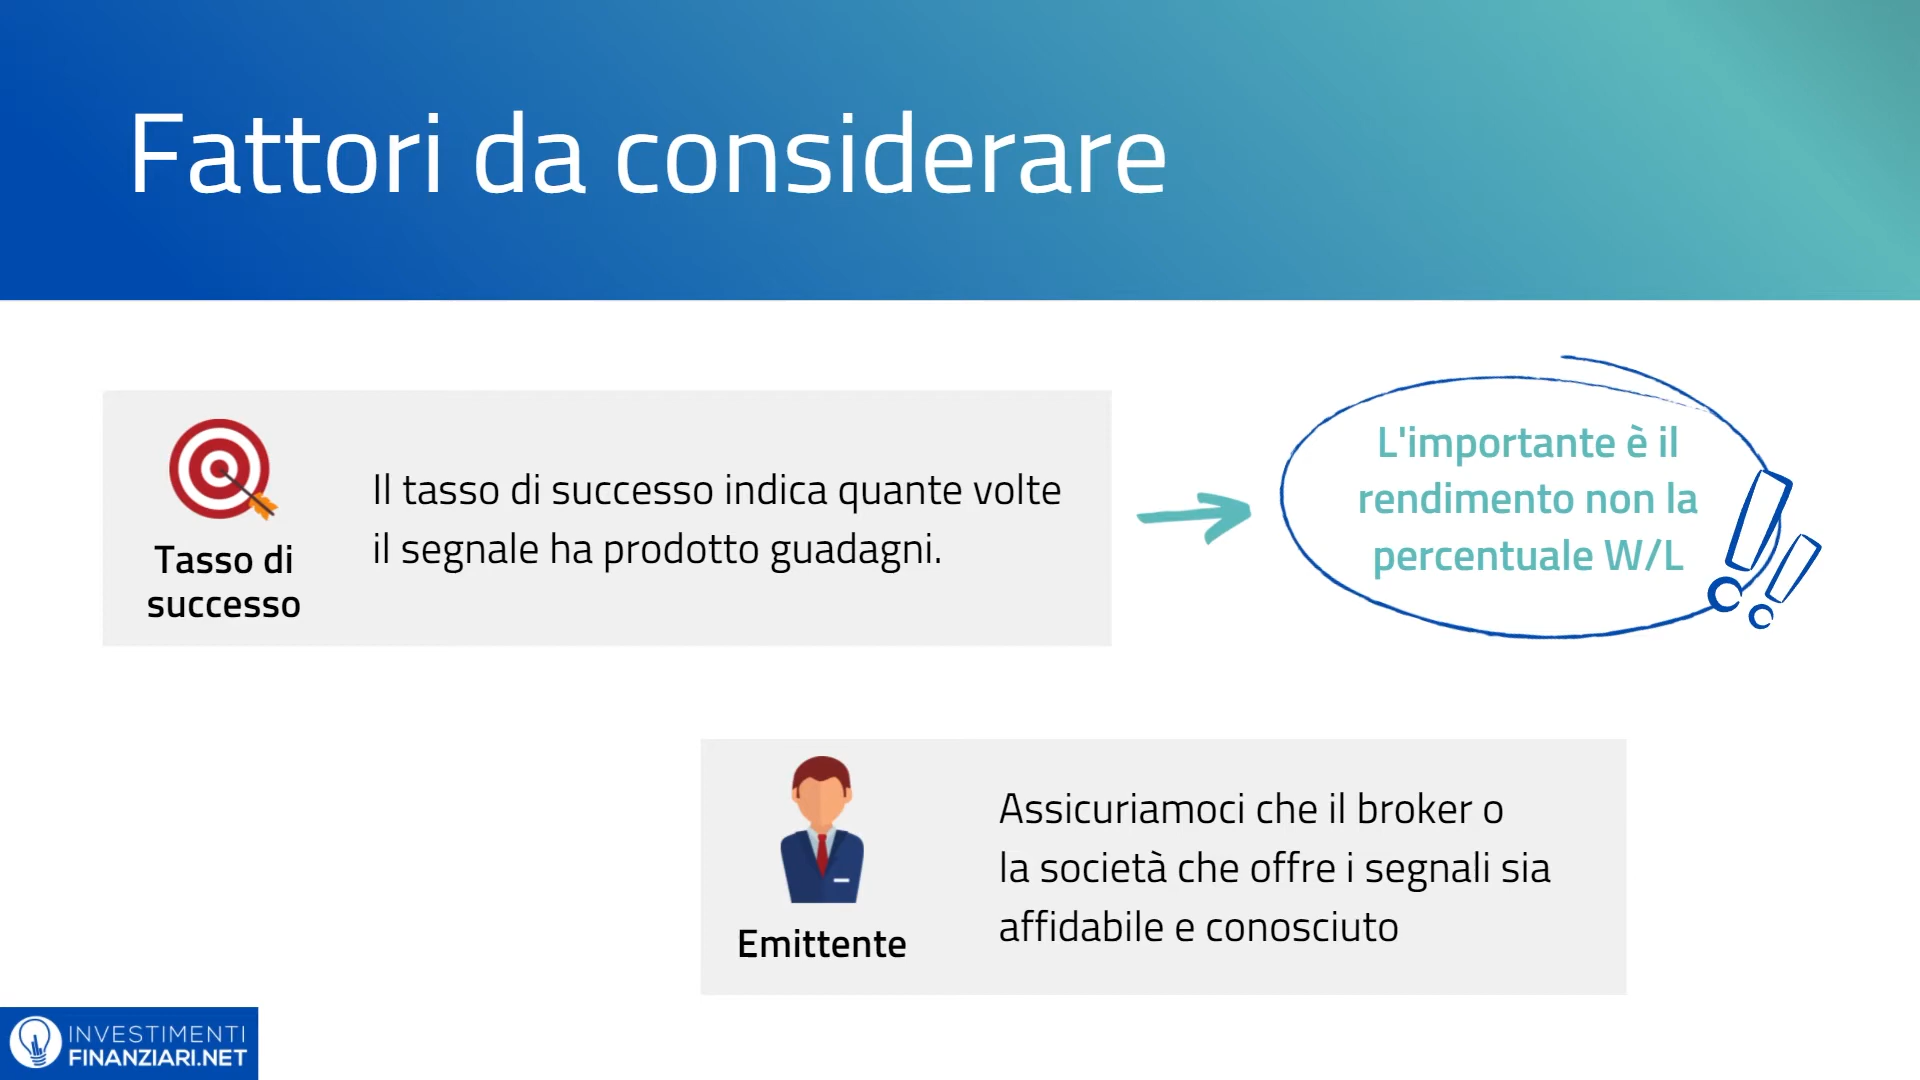 Fattori da considerare
Tasso di
successo
Il tasso di successo indica quante volte
il segnale ha prodotto guadagni.
L'importante è il
rendimento non la
percentuale W/L
Emittente
Assicuriamoci che il broker o
la società che offre i segnali sia
affidabile e conosciuto
INVESTIMENTI
FINANZIARI.NET